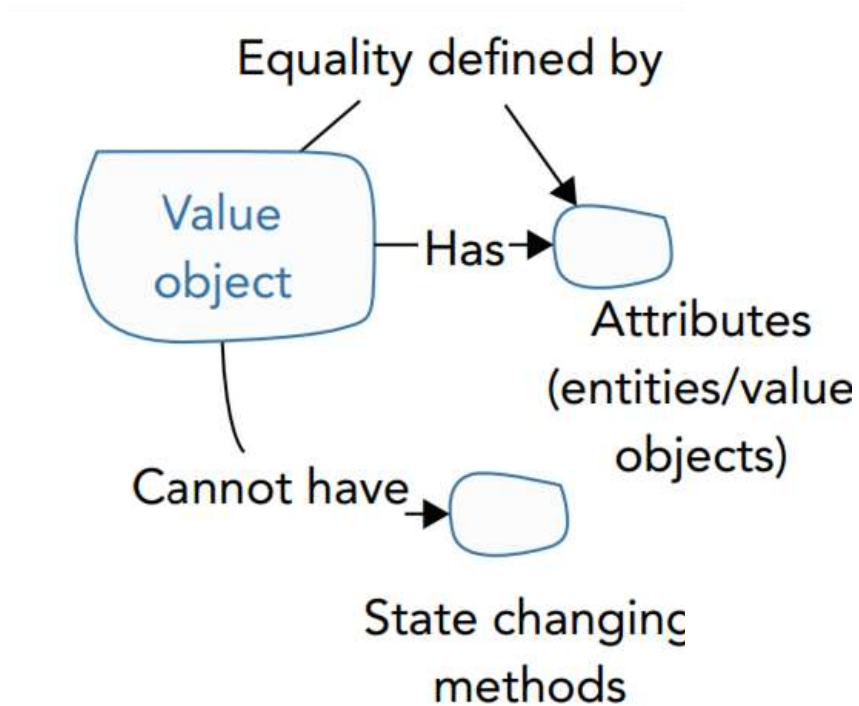 Equality defined by
Value
object
Has
Attributes
(entities/value
objects)
Cannot have
State changing
methods